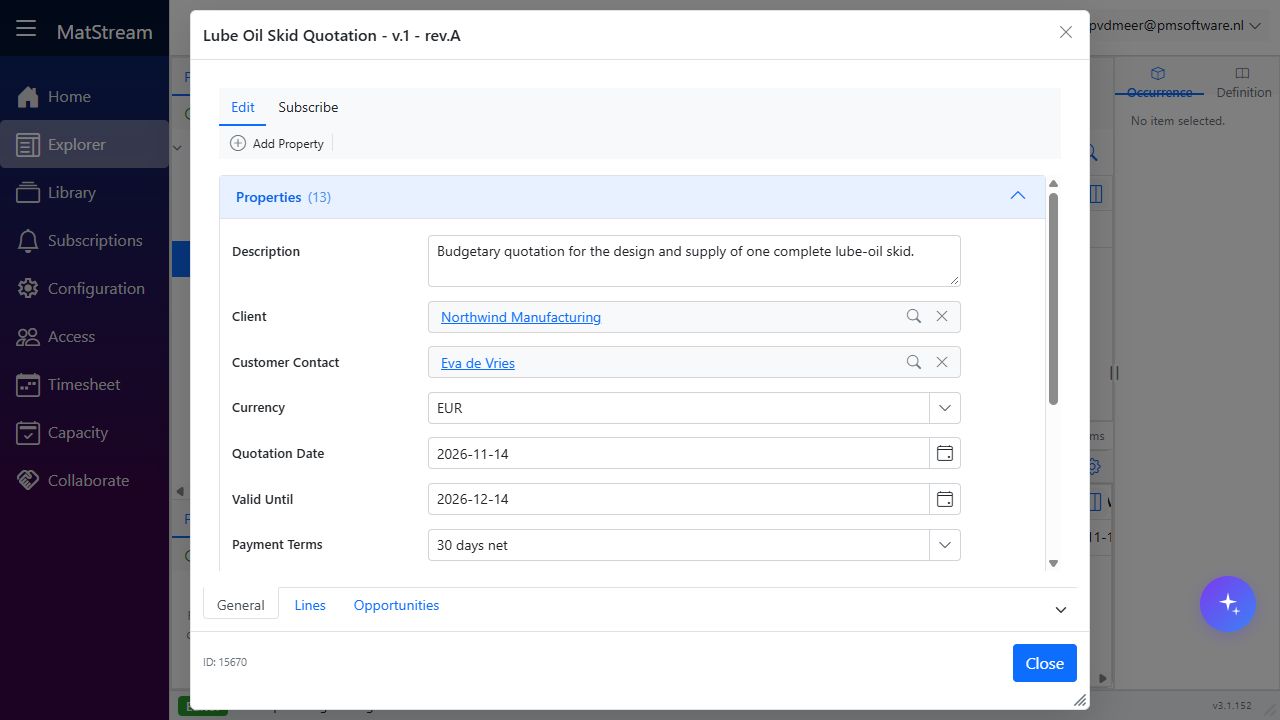 MatStream
Home
Explorer
Library
Subscriptions
Configuration
Access
Timesheet
Capacity
Collaborate
Lube Oil Skid Quotation - v.1 - rev.A
Edit
Subscribe
Add Property
Properties (13)
Description
Budgetary quotation for the design and supply of one complete lube-oil skid.
Client
Northwind Manufacturing
Customer Contact
Eva de Vries
Currency
EUR
Quotation Date
2026-11-14
Valid Until
2026-12-14
Payment Terms
30 days net
General
Lines
Opportunities
ID: 15670
Close
pvdmeer@pmsoftware.nl
Occurrence
Definition
No item selected.
v3.1.152